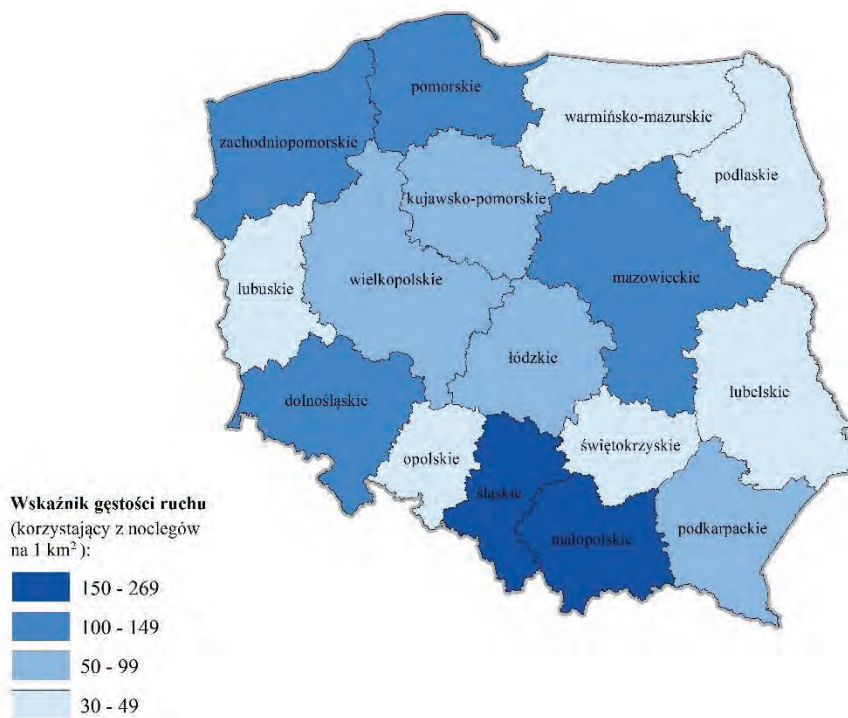 pomorskie
warmińsko-mazurskie
zachodniopomorskie
podlaskie
kujawsko-pomorskie
mazowieckie
wielkopolskie
lubuskie
łódzkie
lubelskie
dolnośląskie
świętokrzyskie
opolskie
śląskie
podkarpackie
małopolskie
Wskaźnik gęstości ruchu
(korzystający z noclegów
na 1 km²):
150 - 269
100 - 149
50 - 99
30 - 49